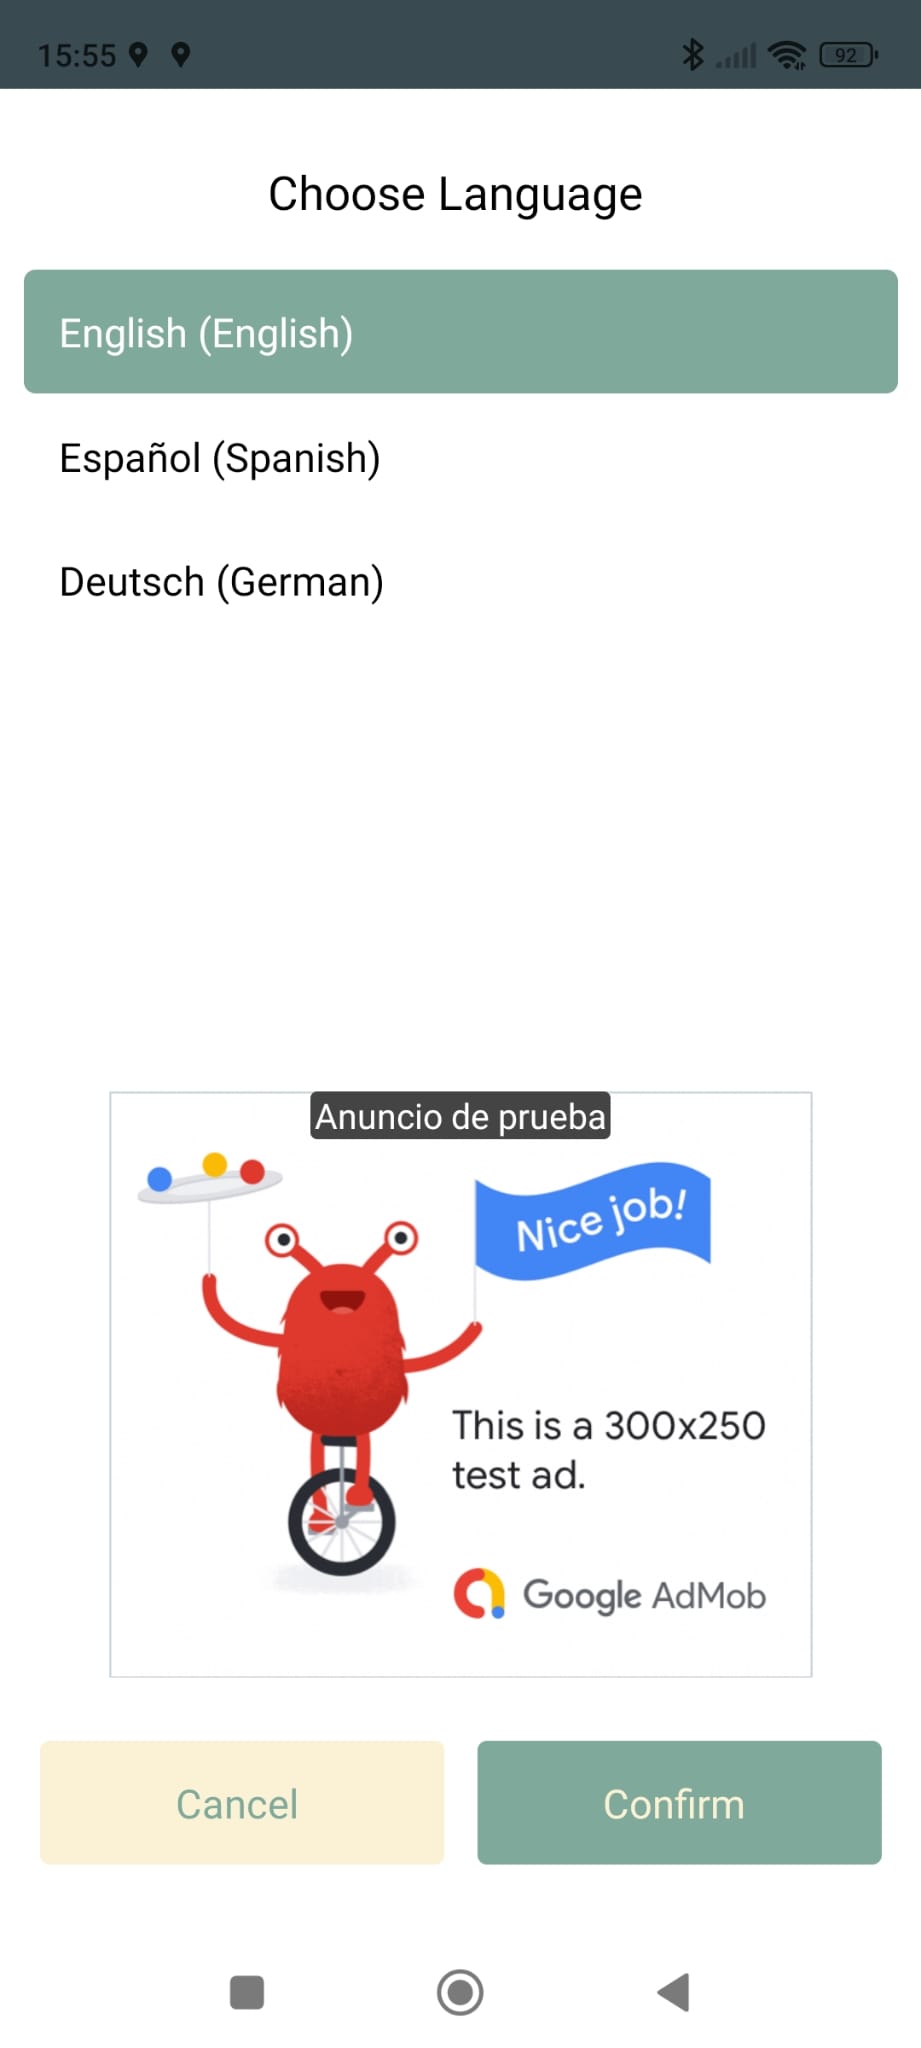 15:55
92
Choose Language
English (English)
Español (Spanish)
Deutsch (German)
Anuncio de prueba
Nice job!
This is a 300x250
test ad.
Google AdMob
Cancel
Confirm